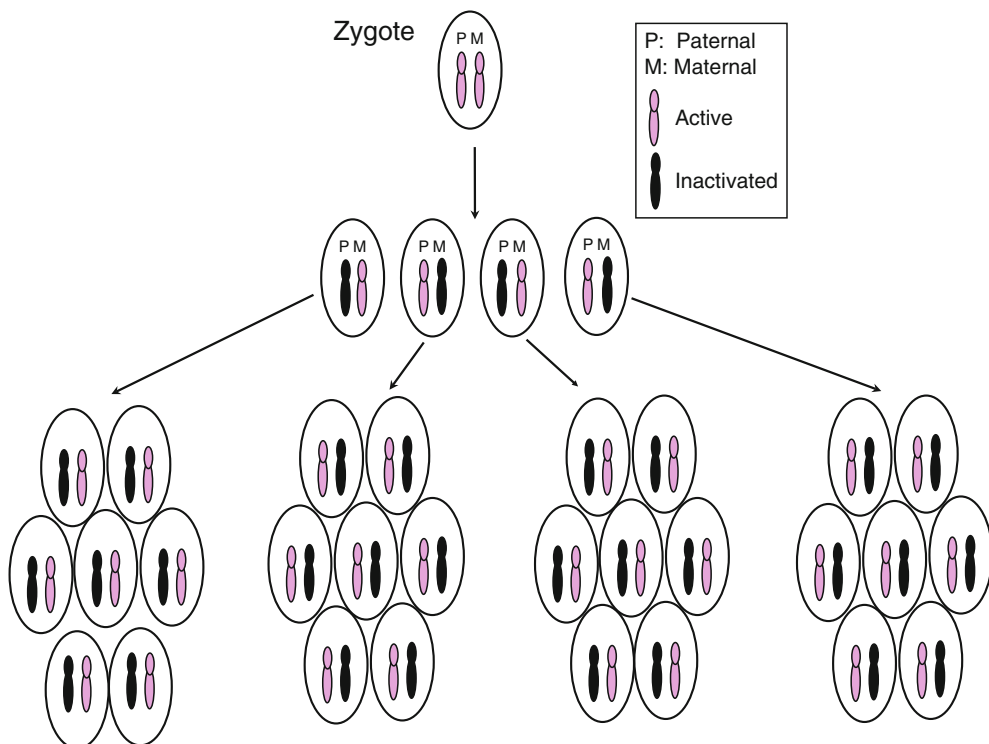 Zygote
P M
P: Paternal
M: Maternal
Active
Inactivated
P M
P M
P M
P M